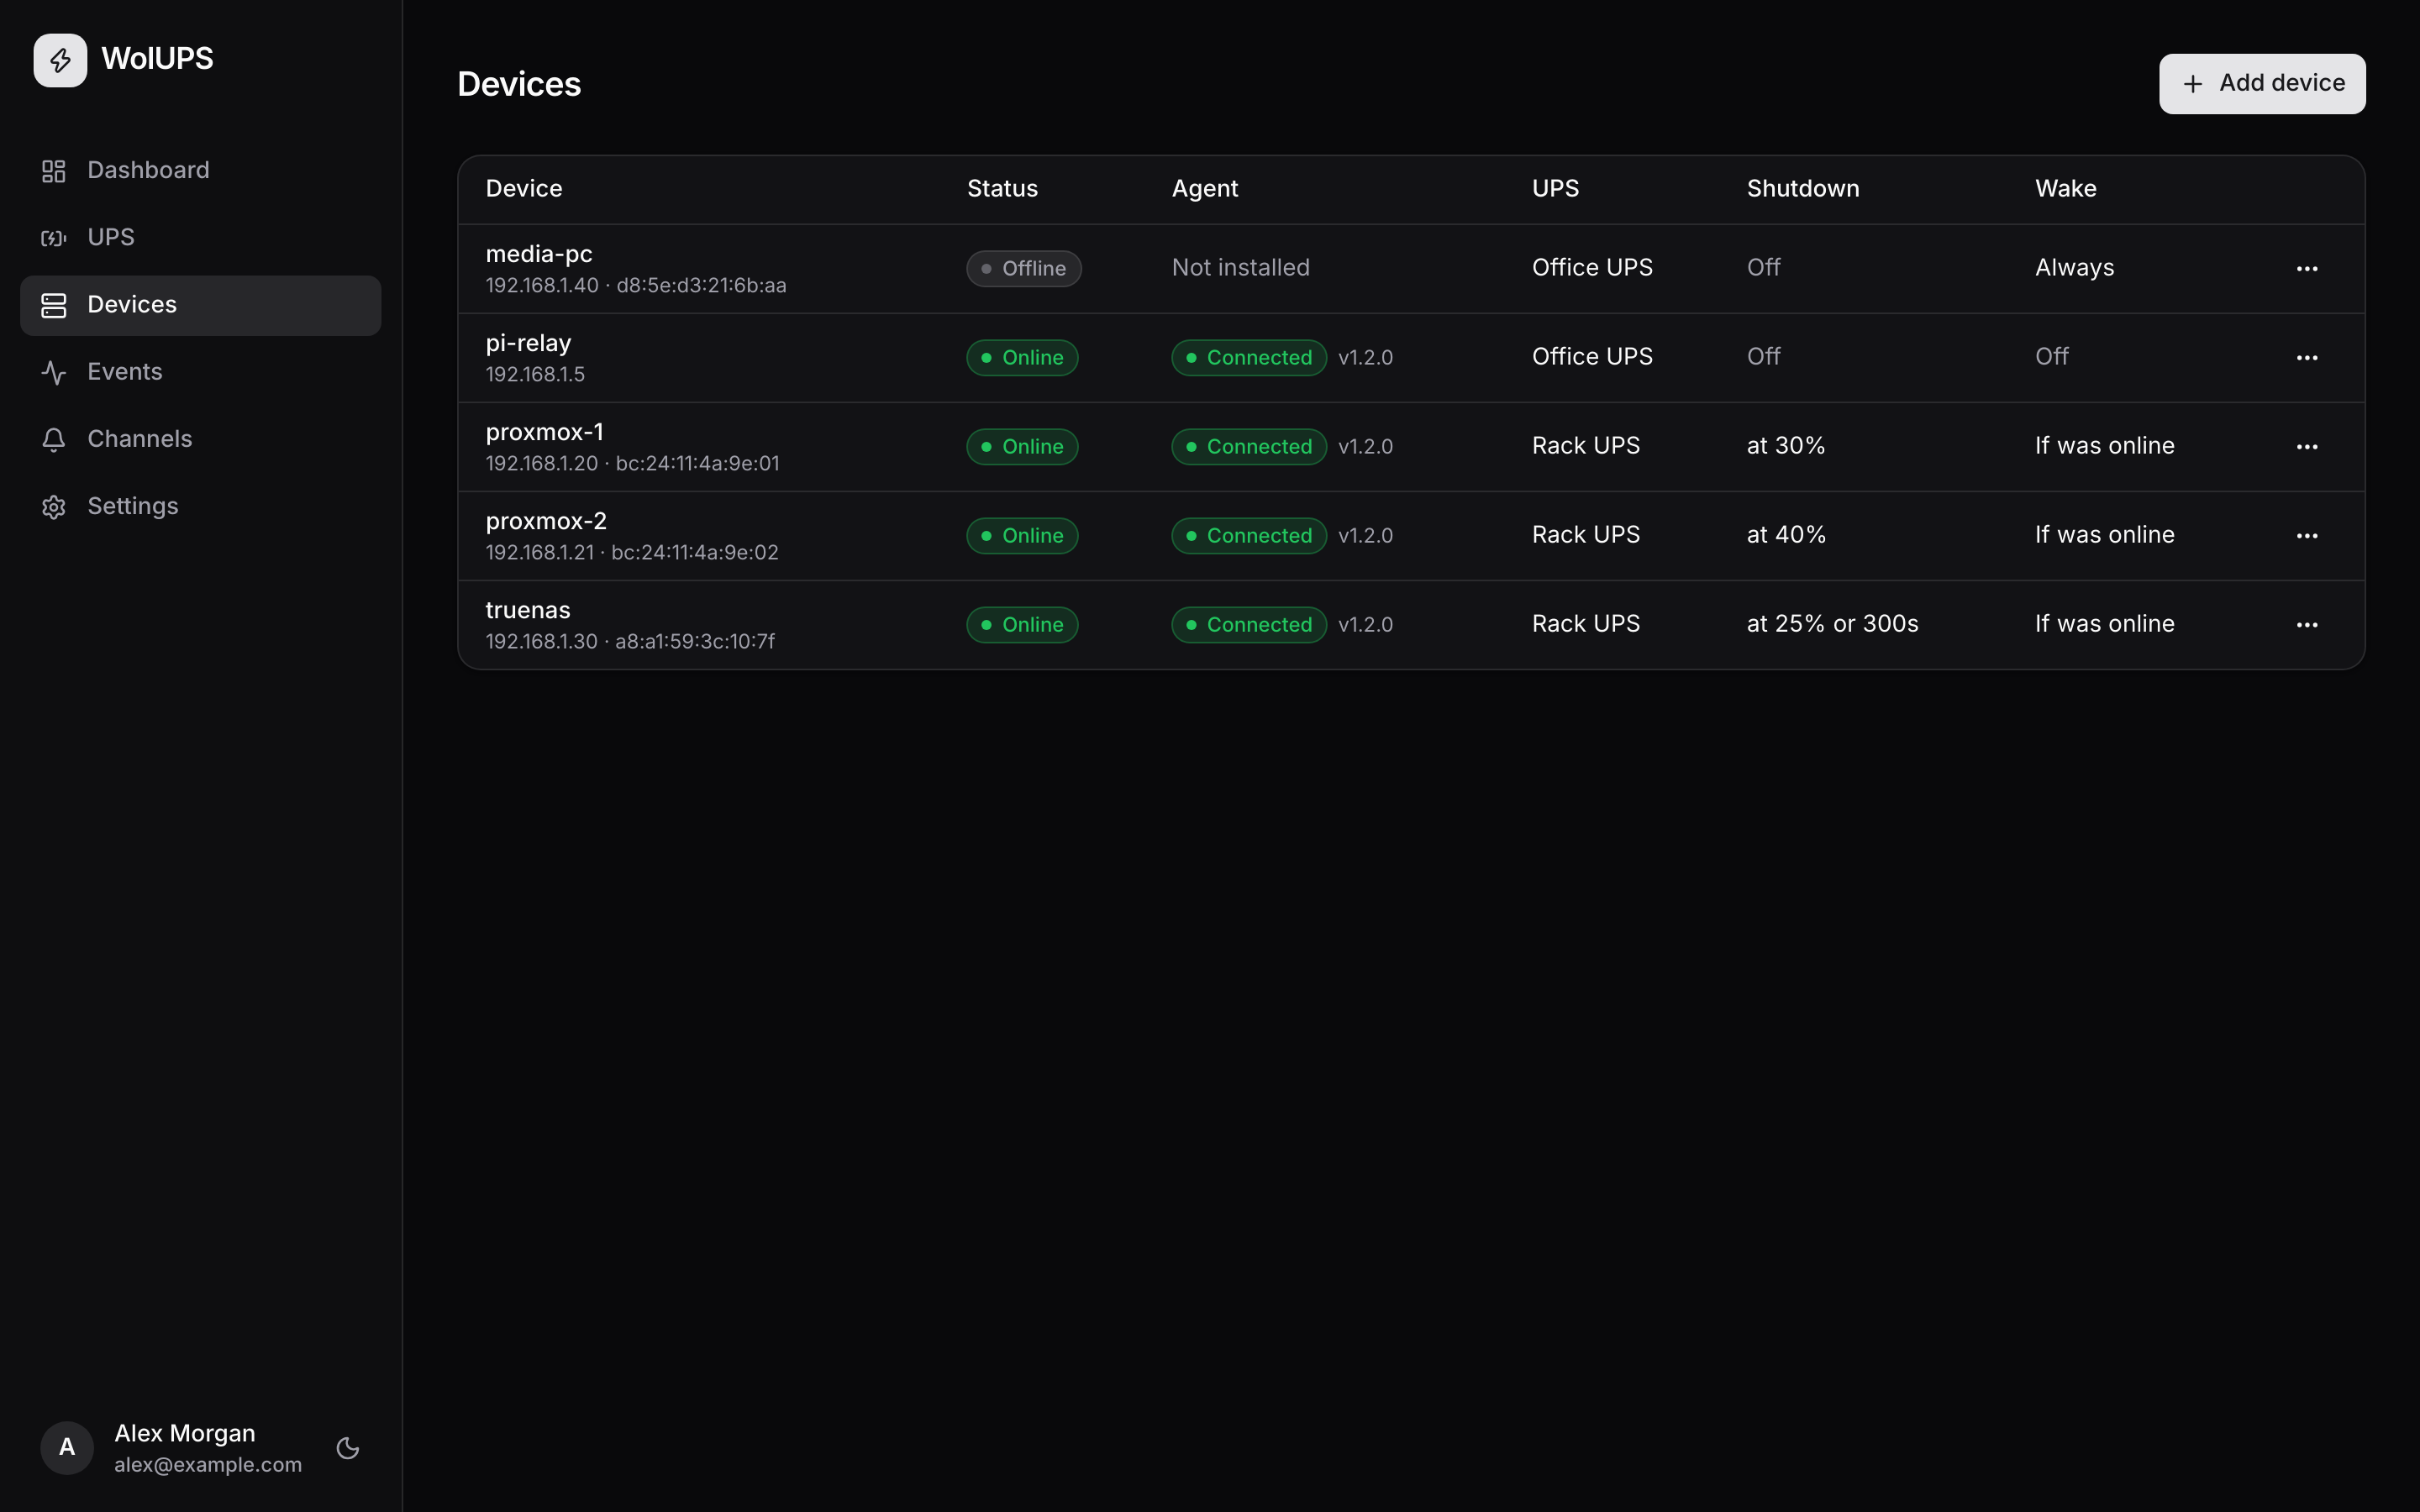 WolUPS
Dashboard
UPS
Devices
Events
Channels
Settings
A
Alex Morgan
alex@example.com
Devices
Add device
Device Status Agent UPS Shutdown Wake
media-pc
192.168.1.40 · d8:5e:d3:21:6b:aa
Offline Not installed Office UPS Off Always
pi-relay
192.168.1.5
Online Connected v1.2.0 Office UPS Off Off
proxmox-1
192.168.1.20 · bc:24:11:4a:9e:01
Online Connected v1.2.0 Rack UPS at 30% If was online
proxmox-2
192.168.1.21 · bc:24:11:4a:9e:02
Online Connected v1.2.0 Rack UPS at 40% If was online
truenas
192.168.1.30 · a8:a1:59:3c:10:7f
Online Connected v1.2.0 Rack UPS at 25% or 300s If was online